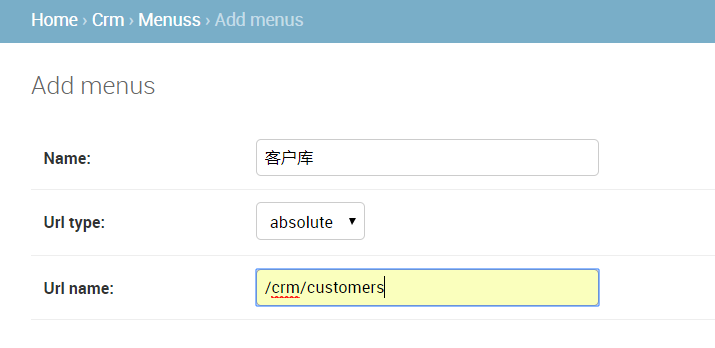 Home › Crm › Menuss › Add menus
Add menus
Name: 客户库
Url type: absolute
Url name: /crm/customers